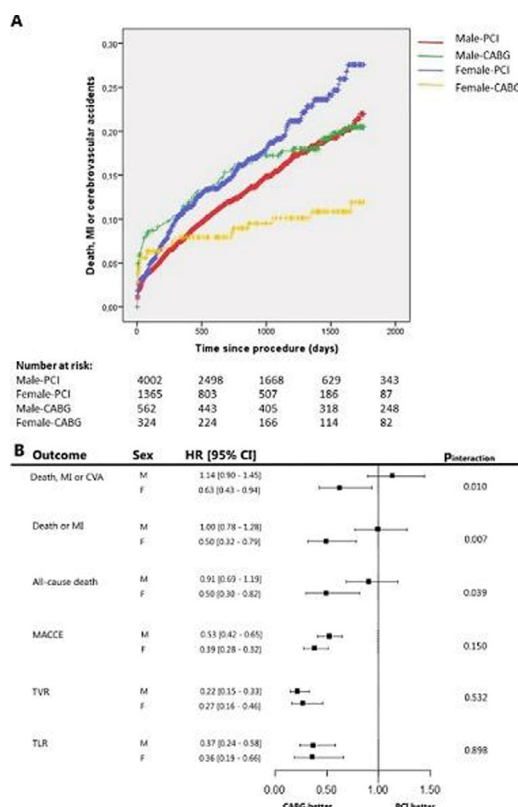 A
Male-PCI
Male-CABG
Female-PCI
Female-CABG
Death, MI or cerebrovascular accidents
0,30
0,25
0,20
0,15
0,10
0,05
0,00
0 500 1000 1500 2000
Time since procedure (days)
Number at risk:
Male-PCI 4002 2498 1668 629 343
Female-PCI 1365 803 507 186 87
Male-CABG 562 443 405 318 248
Female-CABG 324 224 166 114 82
B Outcome Sex HR [95% CI] Pinteraction
Death, MI or CVA M 1.14 [0.90 - 1.45]
F 0.63 [0.43 - 0.94] 0.010
Death or MI M 1.00 [0.78 - 1.28]
F 0.50 [0.32 - 0.79] 0.007
All-cause death M 0.91 [0.69 - 1.19]
F 0.50 [0.30 - 0.82] 0.039
MACCE M 0.53 [0.42 - 0.65]
F 0.39 [0.28 - 0.32] 0.150
TVR M 0.22 [0.15 - 0.33]
F 0.27 [0.16 - 0.46] 0.532
TLR M 0.37 [0.24 - 0.58]
F 0.36 [0.19 - 0.66] 0.898
0.00 0.50 1.00 1.50
CABG better PCI better